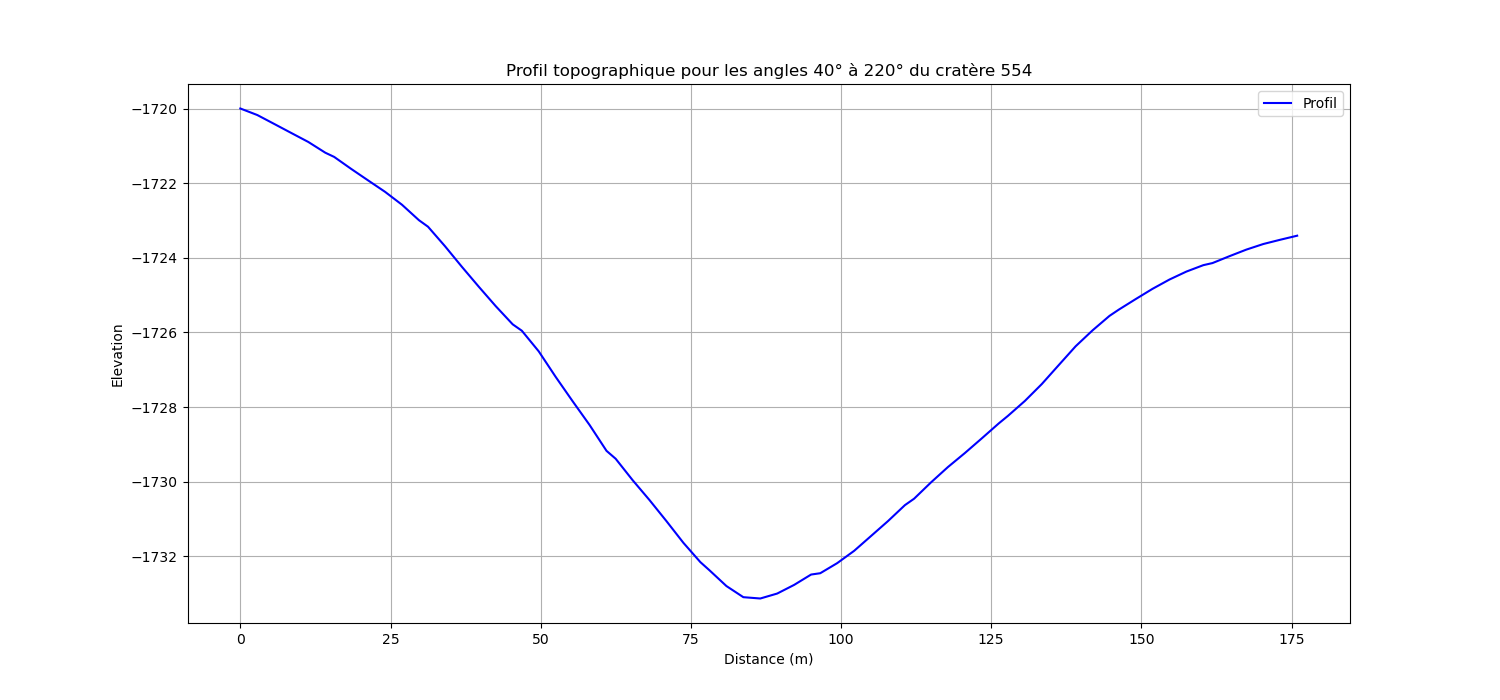 Profil topographique pour les angles 40° à 220° du cratère 554
Profil
−1720
−1722
−1724
−1726
−1728
−1730
−1732
Elevation
0 25 50 75 100 125 150 175
Distance (m)